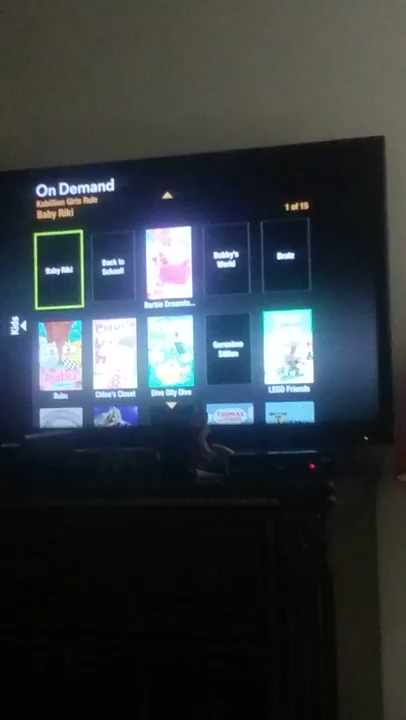 On Demand
Kabillion Girls Rule
Baby Riki
1 of 15
Kids
Baby Riki
Back to
School!
Barbie Dreamto...
Bobby's
World
Bratz
Bubu
Chloe's Closet
Dive Olly Dive
Geronimo
Stilton
LEGO Friends
THOMAS